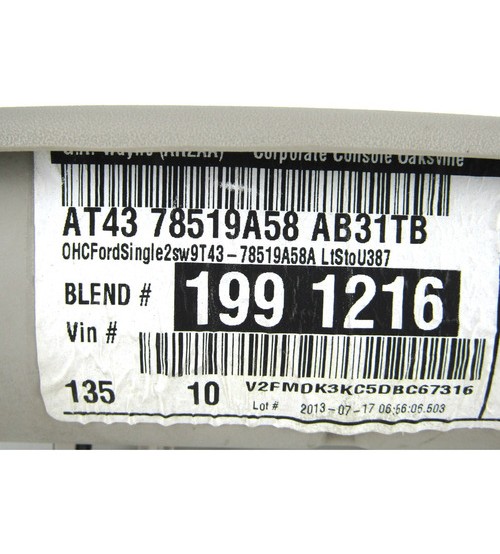 Corporate Console Oakville
AT43 78519A58 AB31TB
OHCFordSingle2sw9T43-78519A58A LtStoU387
BLEND # 199 1216
Vin #
V2FMDK3KC5DBC67316
135 10 Lot # 2013-07-17 06:56:06.503